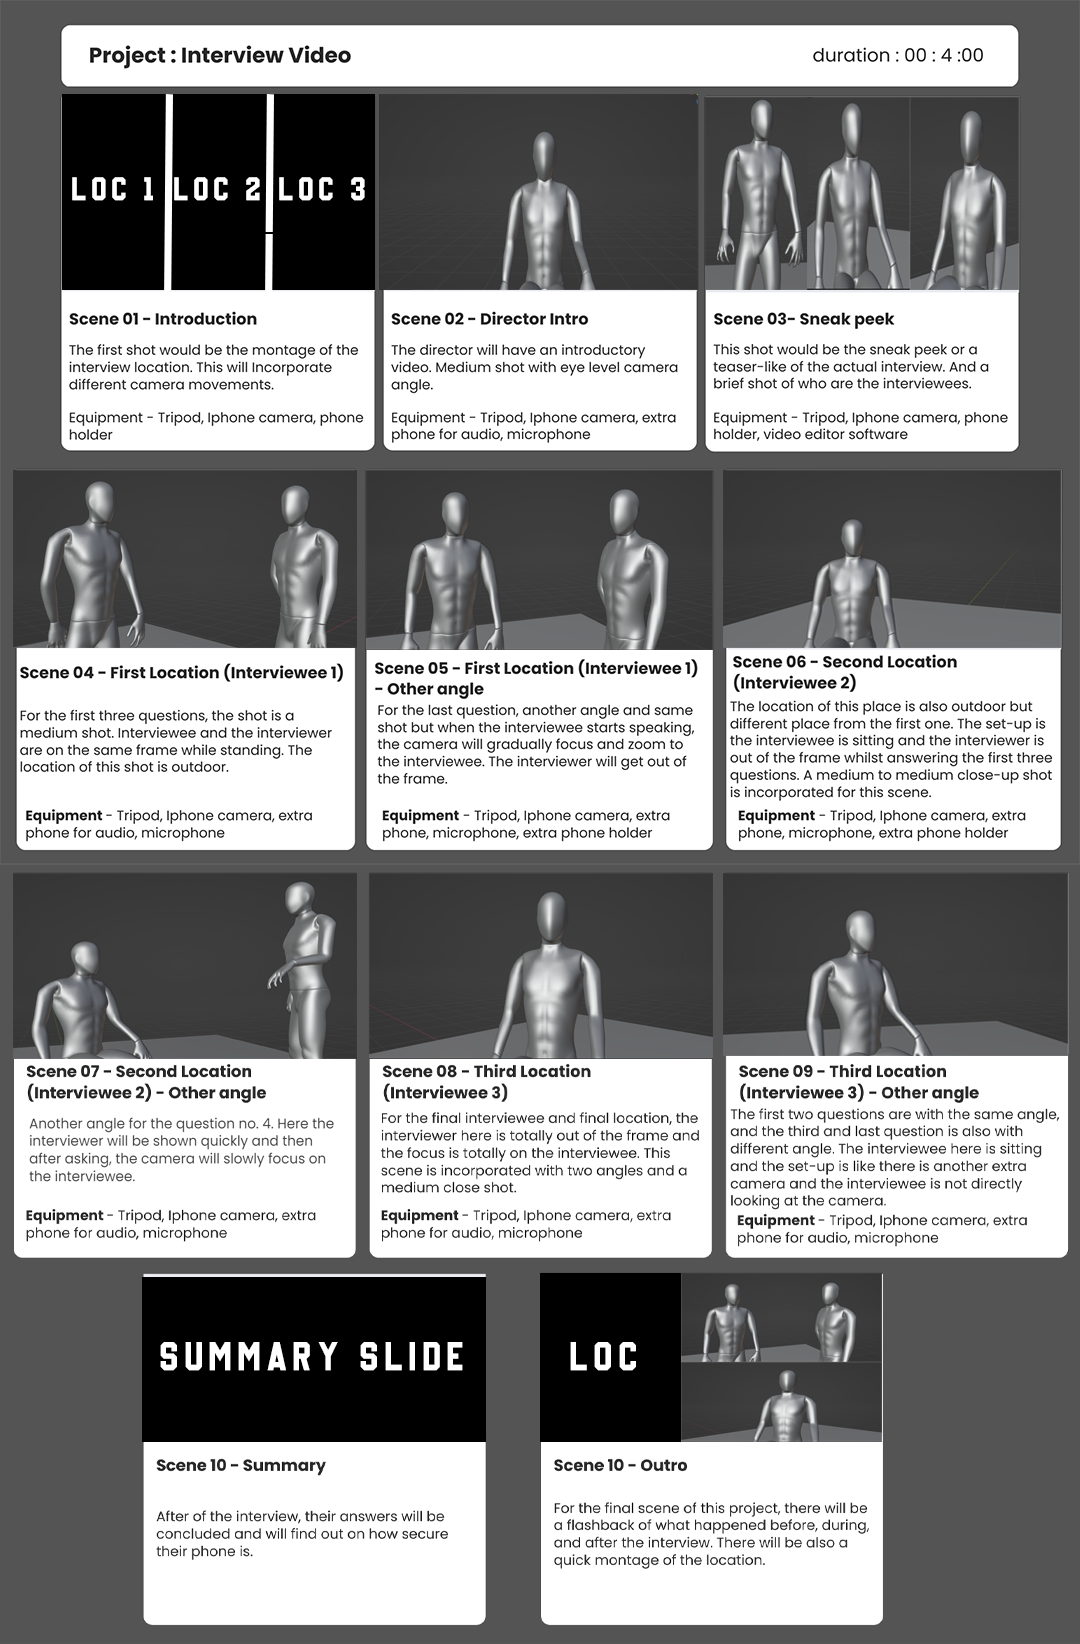 Project : Interview Video
duration : 00 : 4 :00
LOC 1 LOC 2 LOC 3
Scene 01 - Introduction
The first shot would be the montage of the
interview location. This will Incorporate
different camera movements.
Equipment - Tripod, Iphone camera, phone
holder
Scene 02 - Director Intro
The director will have an introductory
video. Medium shot with eye level camera
angle.
Equipment - Tripod, Iphone camera, extra
phone for audio, microphone
Scene 03- Sneak peek
This shot would be the sneak peek or a
teaser-like of the actual interview. And a
brief shot of who are the interviewees.
Equipment - Tripod, Iphone camera, phone
holder, video editor software
Scene 04 - First Location (Interviewee 1)
For the first three questions, the shot is a
medium shot. Interviewee and the interviewer
are on the same frame while standing. The
location of this shot is outdoor.
Equipment - Tripod, Iphone camera, extra
phone for audio, microphone
Scene 05 - First Location (Interviewee 1)
- Other angle
For the last question, another angle and same
shot but when the interviewee starts speaking,
the camera will gradually focus and zoom to
the interviewee. The interviewer will get out of
the frame.
Equipment - Tripod, Iphone camera, extra
phone, microphone, extra phone holder
Scene 06 - Second Location
(Interviewee 2)
The location of this place is also outdoor but
different place from the first one. The set-up is
the interviewee is sitting and the interviewer is
out of the frame whilst answering the first three
questions. A medium to medium close-up shot
is incorporated for this scene.
Equipment - Tripod, Iphone camera, extra
phone, microphone, extra phone holder
Scene 07 - Second Location
(Interviewee 2) - Other angle
Another angle for the question no. 4. Here the
interviewer will be shown quickly and then
after asking, the camera will slowly focus on
the interviewee.
Equipment - Tripod, Iphone camera, extra
phone for audio, microphone
Scene 08 - Third Location
(Interviewee 3)
For the final interviewee and final location, the
interviewer here is totally out of the frame and
the focus is totally on the interviewee. This
scene is incorporated with two angles and a
medium close shot.
Equipment - Tripod, Iphone camera, extra
phone for audio, microphone
Scene 09 - Third Location
(Interviewee 3) - Other angle
The first two questions are with the same angle,
and the third and last question is also with
different angle. The interviewee here is sitting
and the set-up is like there is another extra
camera and the interviewee is not directly
looking at the camera.
Equipment - Tripod, Iphone camera, extra
phone for audio, microphone
SUMMARY SLIDE
Scene 10 - Summary
After of the interview, their answers will be
concluded and will find out on how secure
their phone is.
LOC
Scene 10 - Outro
For the final scene of this project, there will be
a flashback of what happened before, during,
and after the interview. There will be also a
quick montage of the location.